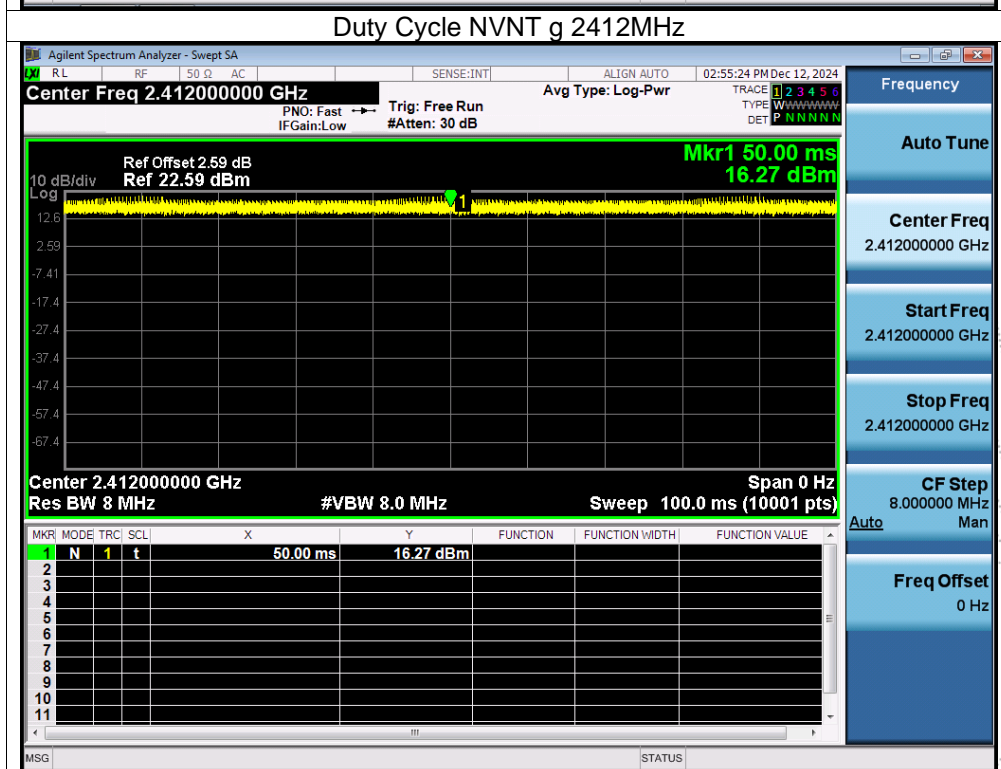 Duty Cycle NVNT g 2412MHz
Agilent Spectrum Analyzer - Swept SA
LXI RL RF 50 Ω AC SENSE:INT ALIGN AUTO 02:55:24 PM Dec 12, 2024
Center Freq 2.412000000 GHz
PNO: Fast
IFGain:Low
Trig: Free Run
#Atten: 30 dB
Avg Type: Log-Pwr
TRACE 1 2 3 4 5 6
TYPE WWWWWW
DET P N N N N N
Mkr1 50.00 ms
16.27 dBm
Ref Offset 2.59 dB
10 dB/div Ref 22.59 dBm
Log
1
12.6
2.59
-7.41
-17.4
-27.4
-37.4
-47.4
-57.4
-67.4
Center 2.412000000 GHz Span 0 Hz
Res BW 8 MHz #VBW 8.0 MHz Sweep 100.0 ms (10001 pts)
MKR MODE TRC SCL X Y FUNCTION FUNCTION WIDTH FUNCTION VALUE
1 N 1 t 50.00 ms 16.27 dBm
2
3
4
5
6
7
8
9
10
11
MSG STATUS
Frequency
Auto Tune
Center Freq
2.412000000 GHz
Start Freq
2.412000000 GHz
Stop Freq
2.412000000 GHz
CF Step
8.000000 MHz
Auto Man
Freq Offset
0 Hz